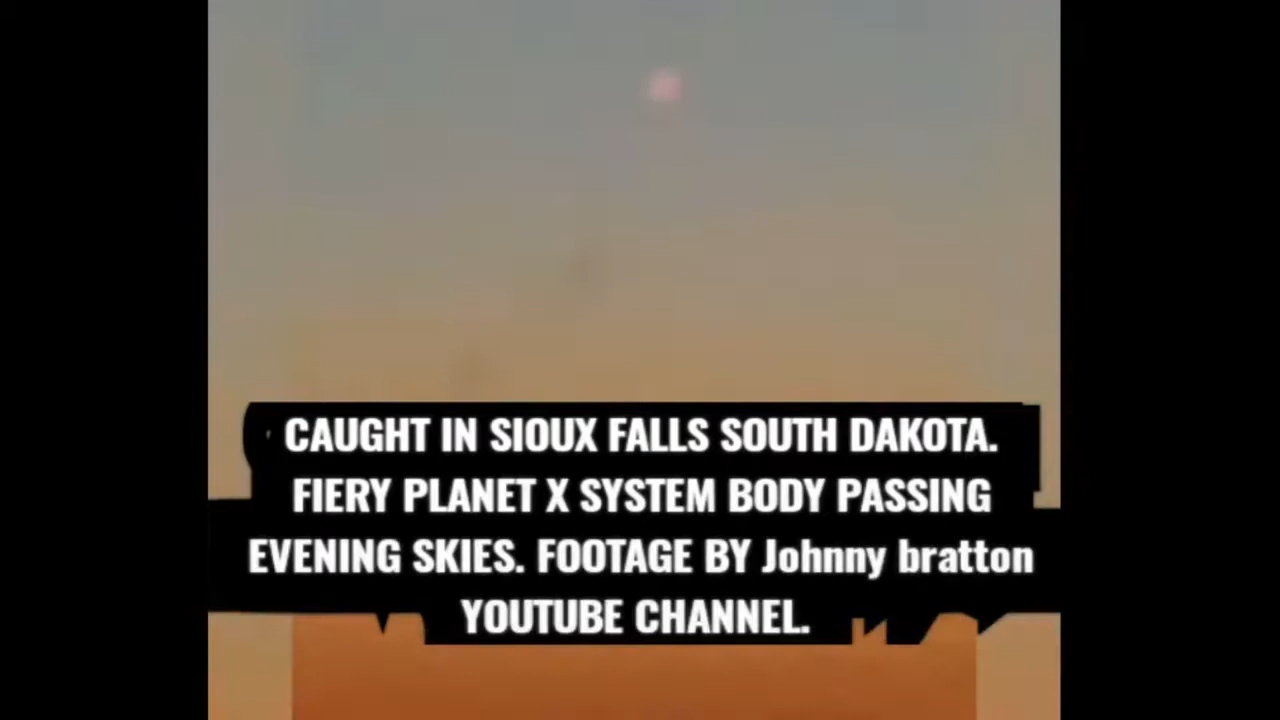 CAUGHT IN SIOUX FALLS SOUTH DAKOTA.
FIERY PLANET X SYSTEM BODY PASSING
EVENING SKIES. FOOTAGE BY Johnny bratton
YOUTUBE CHANNEL.